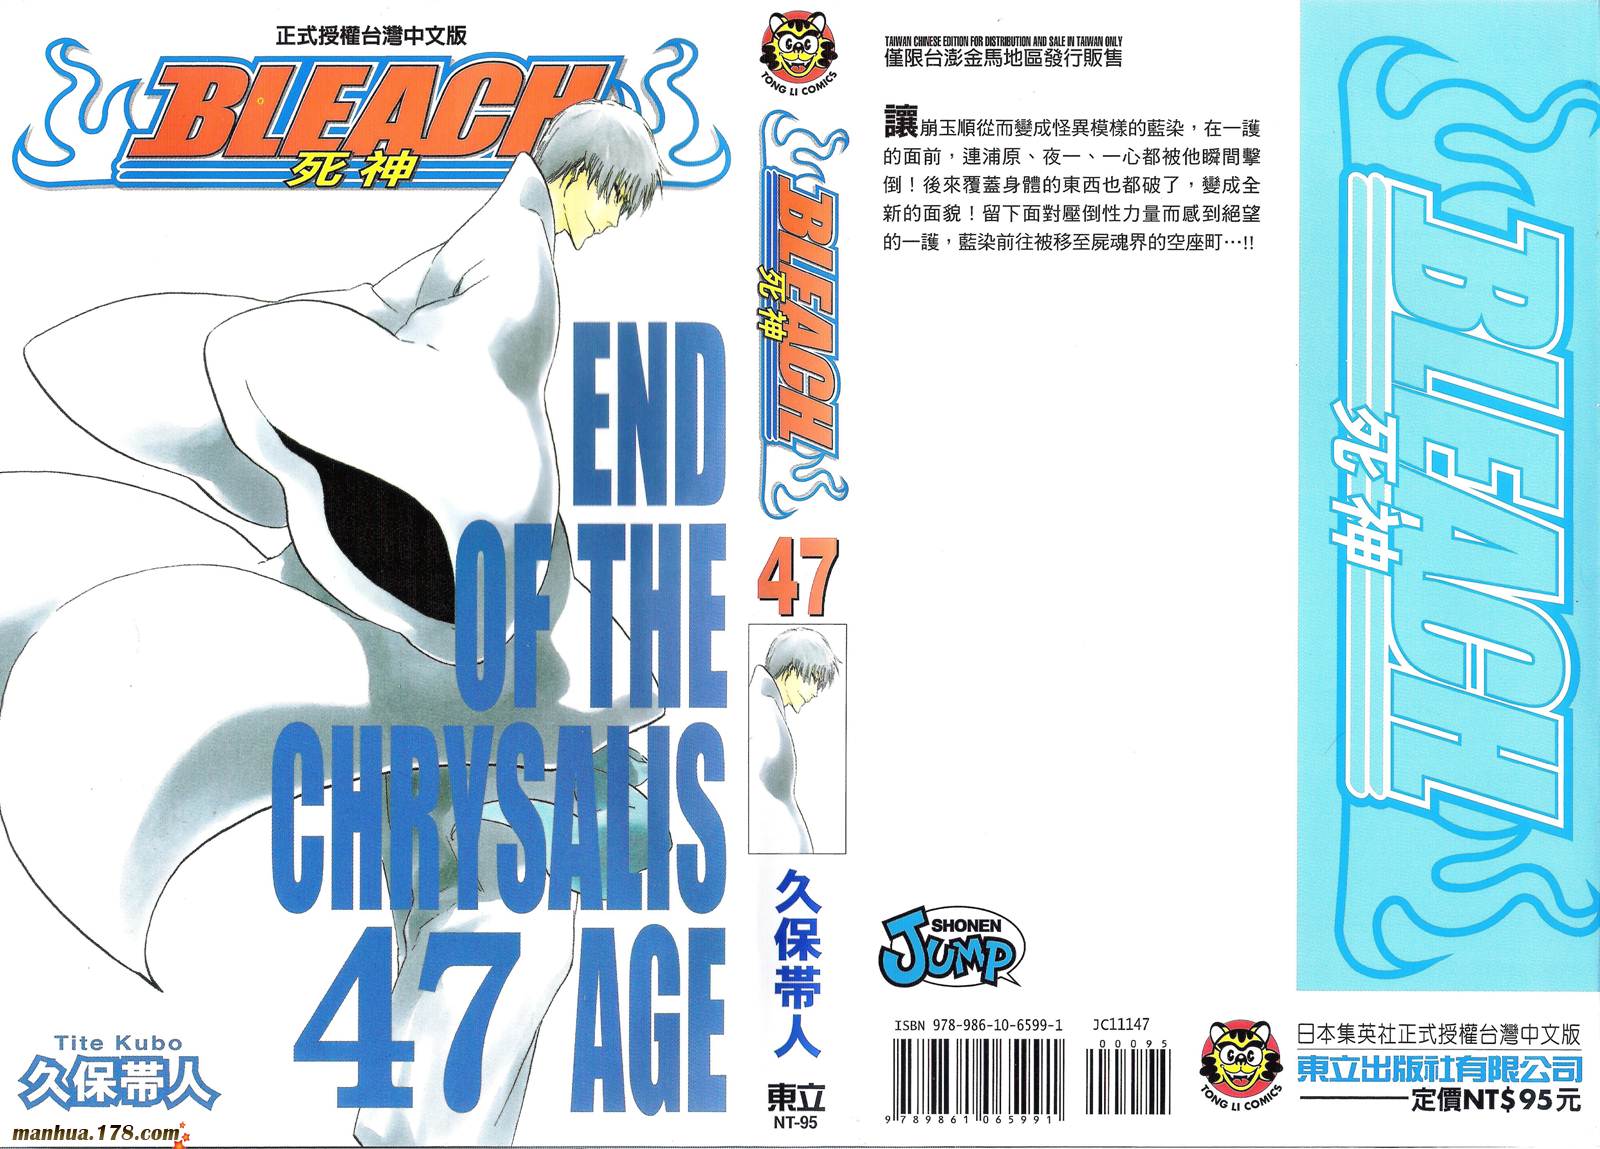 正式授權台灣中文版
BLEACH
死神
END
OF THE
CHRYSALIS
47 AGE
Tite Kubo
久保帯人
manhua.178.com
TONG LI COMICS
BLEACH
死神
47
久保帯人
東立
NT-95
TAIWAN CHINESE EDITION FOR DISTRIBUTION AND SALE IN TAIWAN ONLY
僅限台澎金馬地區發行販售
讓崩玉順從而變成怪異模樣的藍染，在一護
的面前，連浦原、夜一、一心都被他瞬間擊
倒！後來覆蓋身體的東西也都破了，變成全
新的面貌！留下面對壓倒性力量而感到絕望
的一護，藍染前往被移至屍魂界的空座町…!!
SHONEN
JUMP
ISBN 978-986-10-6599-1
JC11147
00095
9 789861 065991
TONG LI COMICS
BLEACH
死神
日本集英社正式授權台灣中文版
東立出版社有限公司
定價NT$95元